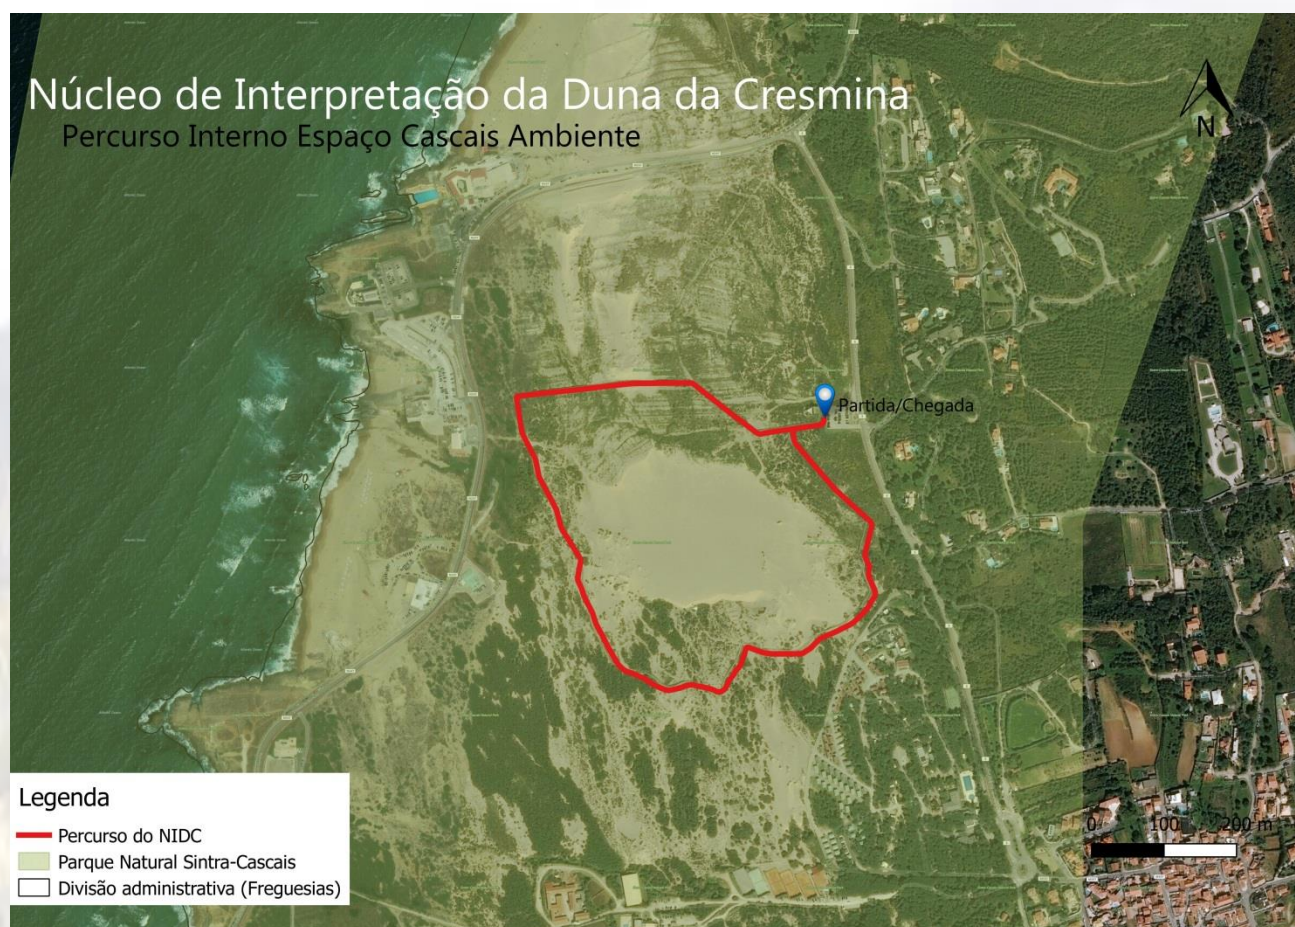 Núcleo de Interpretação da Duna da Cresmina
Percurso Interno Espaço Cascais Ambiente
N
Partida/Chegada
Legenda
Percurso do NIDC
Parque Natural Sintra-Cascais
Divisão administrativa (Freguesias)
0 100 200 m